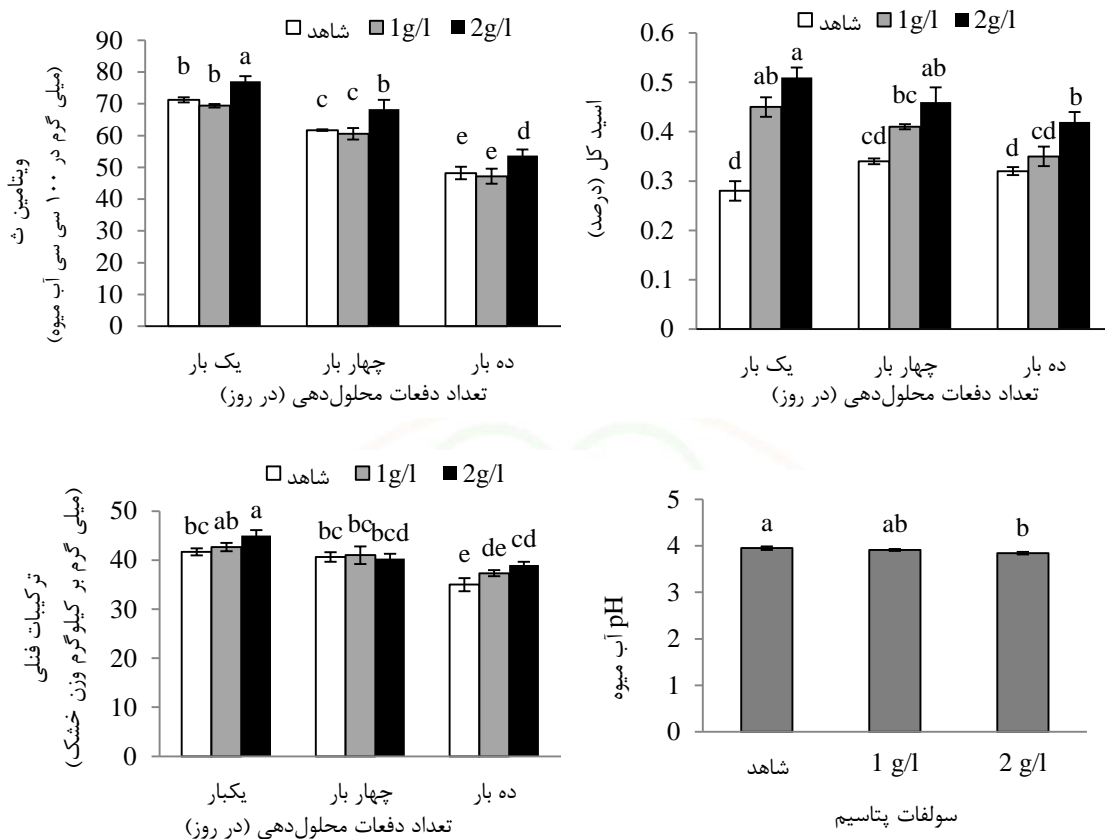 شاهد 1g/l 2g/l
90
80
70
60
50
40
30
20
10
0
b b a
c c b
e e d
ویتامین ث
(میلی گرم در ۱۰۰ سی سی آب میوه)
یک بار چهار بار ده بار
تعداد دفعات محلول‌دهی (در روز)
شاهد 1g/l 2g/l
0.6
0.5
0.4
0.3
0.2
0.1
0
d ab a
cd bc ab
d cd b
اسید کل (درصد)
یک بار چهار بار ده بار
تعداد دفعات محلول‌دهی (در روز)
شاهد 1g/l 2g/l
50
40
30
20
10
0
bc ab a
bc bc bcd
e de cd
ترکیبات فنلی
(میلی گرم بر کیلوگرم وزن خشک)
یکبار چهار بار ده بار
تعداد دفعات محلول‌دهی (در روز)
5
4
3
2
1
0
a ab b
pH آب میوه
شاهد 1 g/l 2 g/l
سولفات پتاسیم